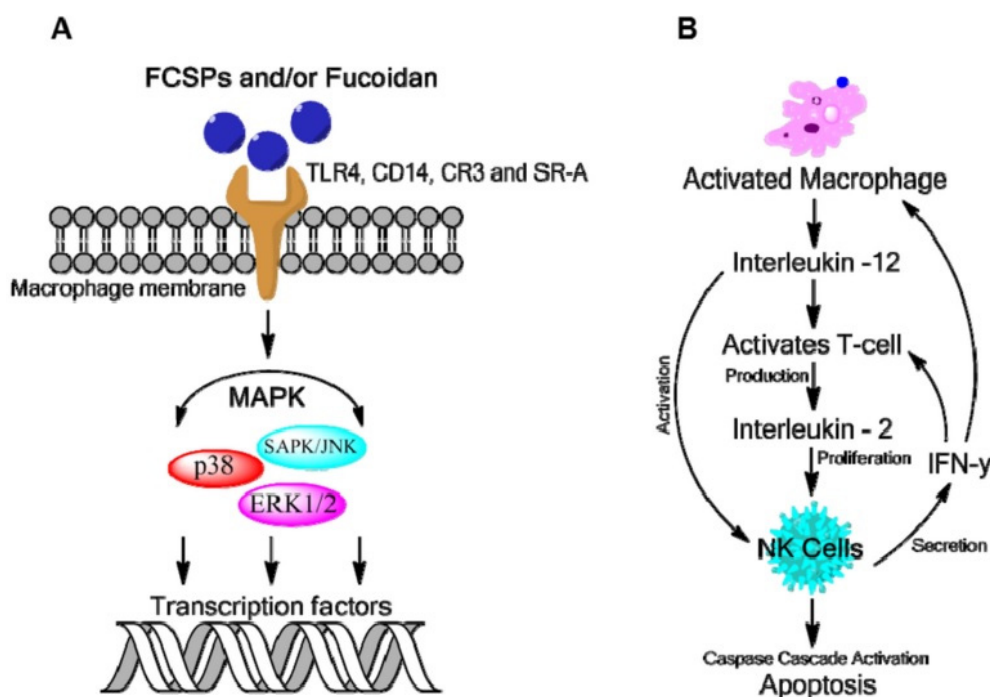 A
FCSPs and/or Fucoidan
TLR4, CD14, CR3 and SR-A
Macrophage membrane
MAPK
SAPK/JNK
p38
ERK1/2
Transcription factors
B
Activated Macrophage
Interleukin -12
Activation
Activates T-cell
Production
Interleukin - 2
Proliferation
IFN-y
NK Cells
Secretion
Caspase Cascade Activation
Apoptosis